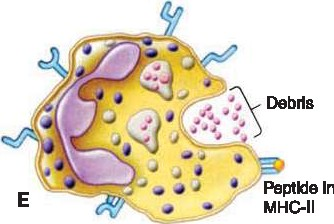 Debris
E
Peptide in
MHC-II